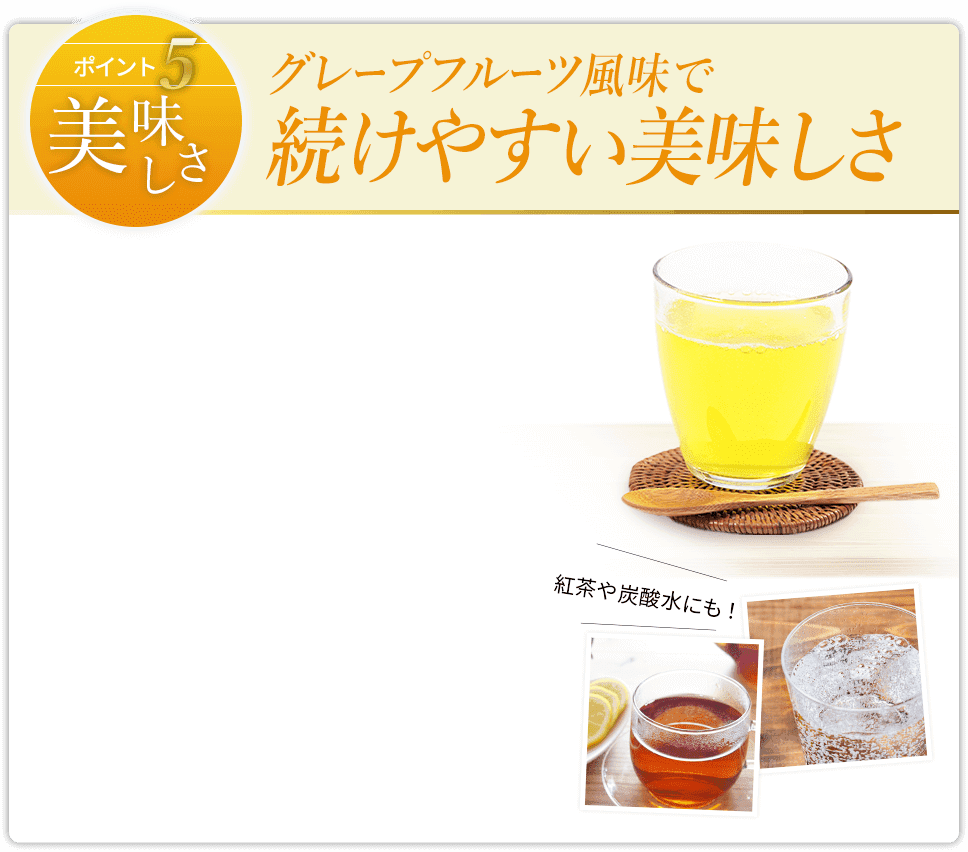 ポイント5
美味しさ
グレープフルーツ風味で
続けやすい美味しさ
紅茶や炭酸水にも！